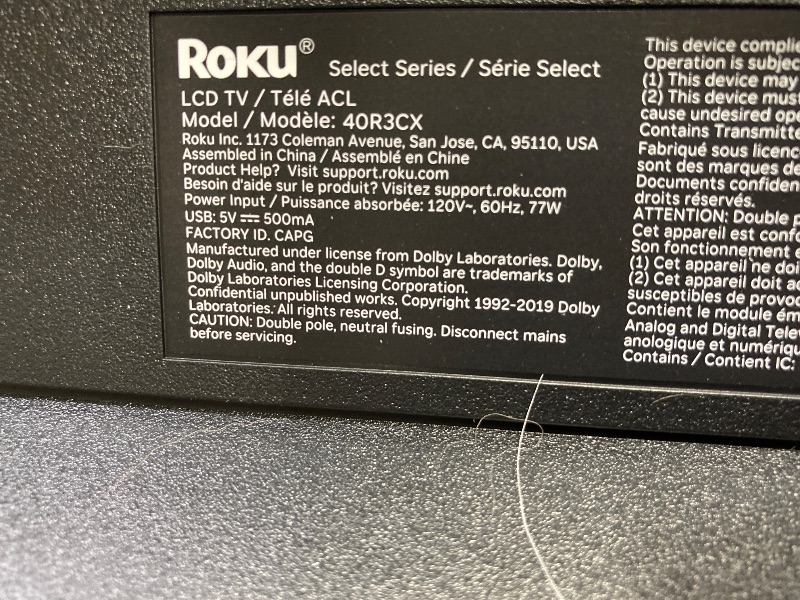 Roku® Select Series / Série Select
LCD TV / Télé ACL
Model / Modèle: 40R3CX
Roku Inc. 1173 Coleman Avenue, San Jose, CA, 95110, USA
Assembled in China / Assemblé en Chine
Product Help? Visit support.roku.com
Besoin d'aide sur le produit? Visitez support.roku.com
Power Input / Puissance absorbée: 120V~, 60Hz, 77W
USB: 5V⎓500mA
FACTORY ID. CAPG
Manufactured under license from Dolby Laboratories. Dolby,
Dolby Audio, and the double D symbol are trademarks of
Dolby Laboratories Licensing Corporation.
Confidential unpublished works. Copyright 1992-2019 Dolby
Laboratories. All rights reserved.
CAUTION: Double pole, neutral fusing. Disconnect mains
before servicing.
This device complie
Operation is subjec
(1) This device may
(2) This device must
cause undesired ope
Contains Transmitte
Fabriqué sous licenc
sont des marques de
Documents confiden
droits réservés.
ATTENTION: Double p
Cet appareil est confo
Son fonctionnement e
(1) Cet appareil ne doi
(2) Cet appareil doit ac
susceptibles de provoc
Contient le module ém
Analog and Digital Telev
anologique et numériqu
Contains / Contient IC: